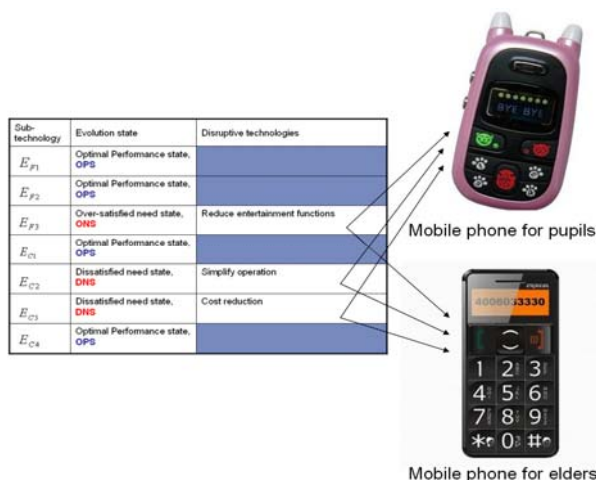 Sub-
technology Evolution state Disruptive technologies
E_F1 Optimal Performance state,
OPS
E_F2 Optimal Performance state,
OPS
E_F3 Over-satisfied need state, Reduce entertainment functions
ONS
E_C1 Optimal Performance state,
OPS
E_C2 Dissatisfied need state, Simplify operation
DNS
E_C3 Dissatisfied need state, Cost reduction
DNS
E_C4 Optimal Performance state,
OPS
BYE BYE
Mobile phone for pupils
4006033330
1 2 3
4 5 6
7 8 9
* 0 #
Mobile phone for elders